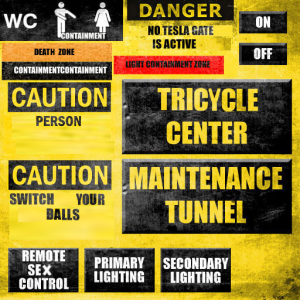 WC
CONTAINMENT
DANGER
NO TESLA GATE
IS ACTIVE
ON
OFF
DEATH ZONE
CONTAINMENTCONTAINMENT
LIGHT CONTAINMENT ZONE
CAUTION
PERSON
TRICYCLE
CENTER
CAUTION
SWITCH YOUR
BALLS
MAINTENANCE
TUNNEL
REMOTE
SEX
CONTROL
PRIMARY
LIGHTING
SECONDARY
LIGHTING